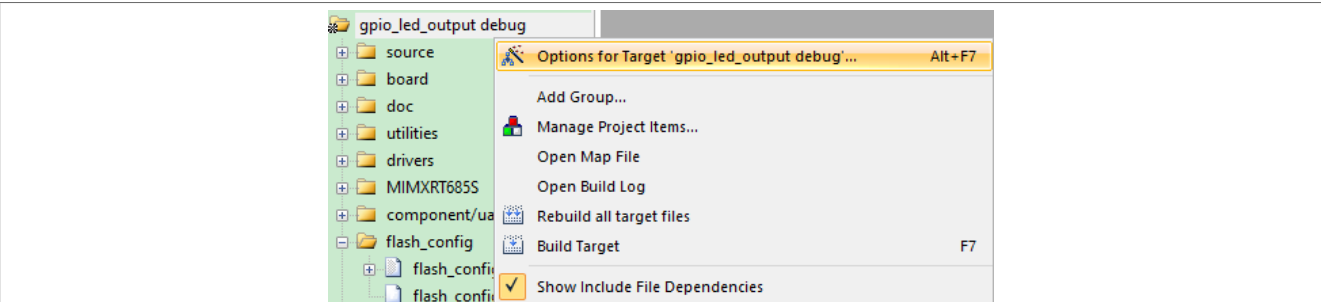 gpio_led_output debug
source
Options for Target 'gpio_led_output debug'... Alt+F7
board
doc
Add Group...
utilities
Manage Project Items...
drivers
Open Map File
MIMXRT685S
Open Build Log
component/ua
Rebuild all target files
flash_config
Build Target F7
flash_config
Show Include File Dependencies
flash_config